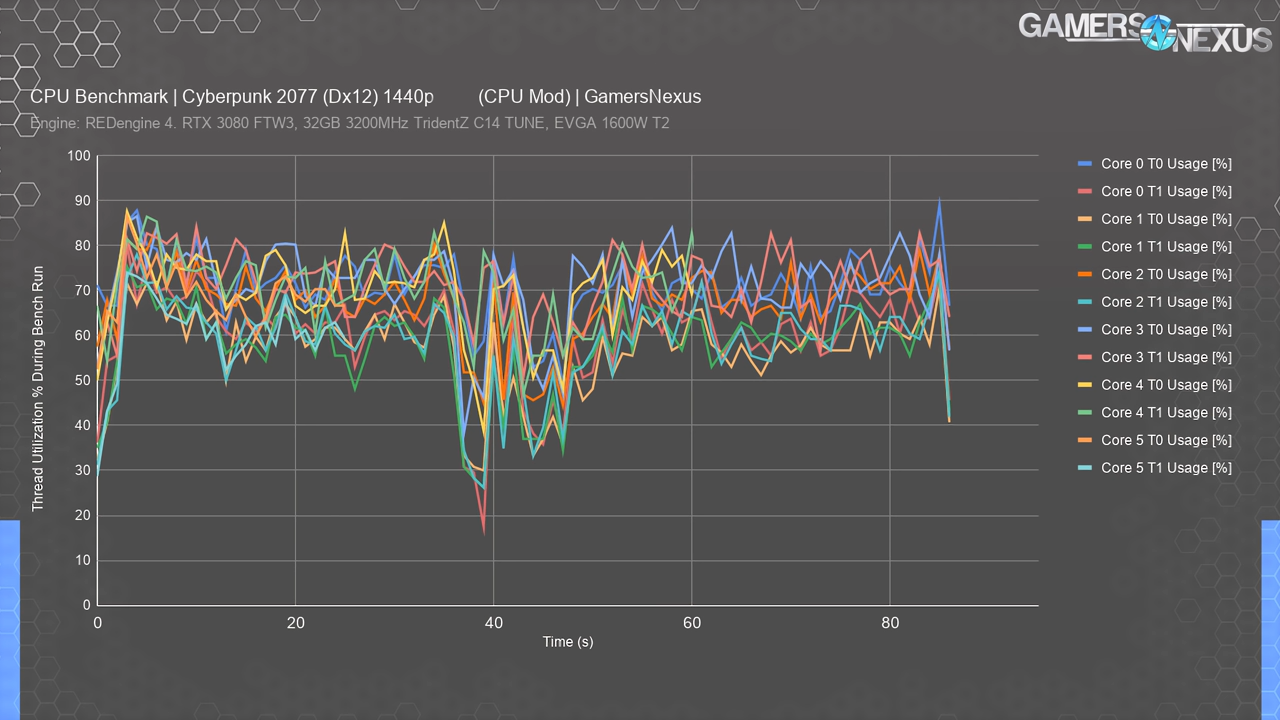 GAMERS NEXUS
CPU Benchmark | Cyberpunk 2077 (Dx12) 1440p (CPU Mod) | GamersNexus
Engine: REDengine 4. RTX 3080 FTW3, 32GB 3200MHz TridentZ C14 TUNE, EVGA 1600W T2
Thread Utilization % During Bench Run
100
90
80
70
60
50
40
30
20
10
0
0 20 40 60 80
Time (s)
Core 0 T0 Usage [%]
Core 0 T1 Usage [%]
Core 1 T0 Usage [%]
Core 1 T1 Usage [%]
Core 2 T0 Usage [%]
Core 2 T1 Usage [%]
Core 3 T0 Usage [%]
Core 3 T1 Usage [%]
Core 4 T0 Usage [%]
Core 4 T1 Usage [%]
Core 5 T0 Usage [%]
Core 5 T1 Usage [%]